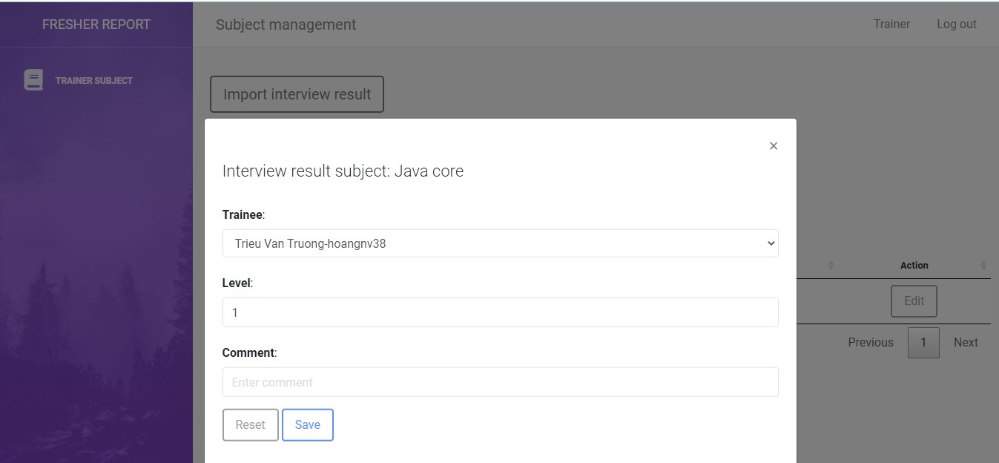 FRESHER REPORT
Subject management
Trainer
Log out
TRAINER SUBJECT
Import interview result
×
Interview result subject: Java core
Trainee:
Trieu Van Truong-hoangnv38
Level:
1
Comment:
Enter comment
Reset
Save
Action
Edit
Previous
1
Next